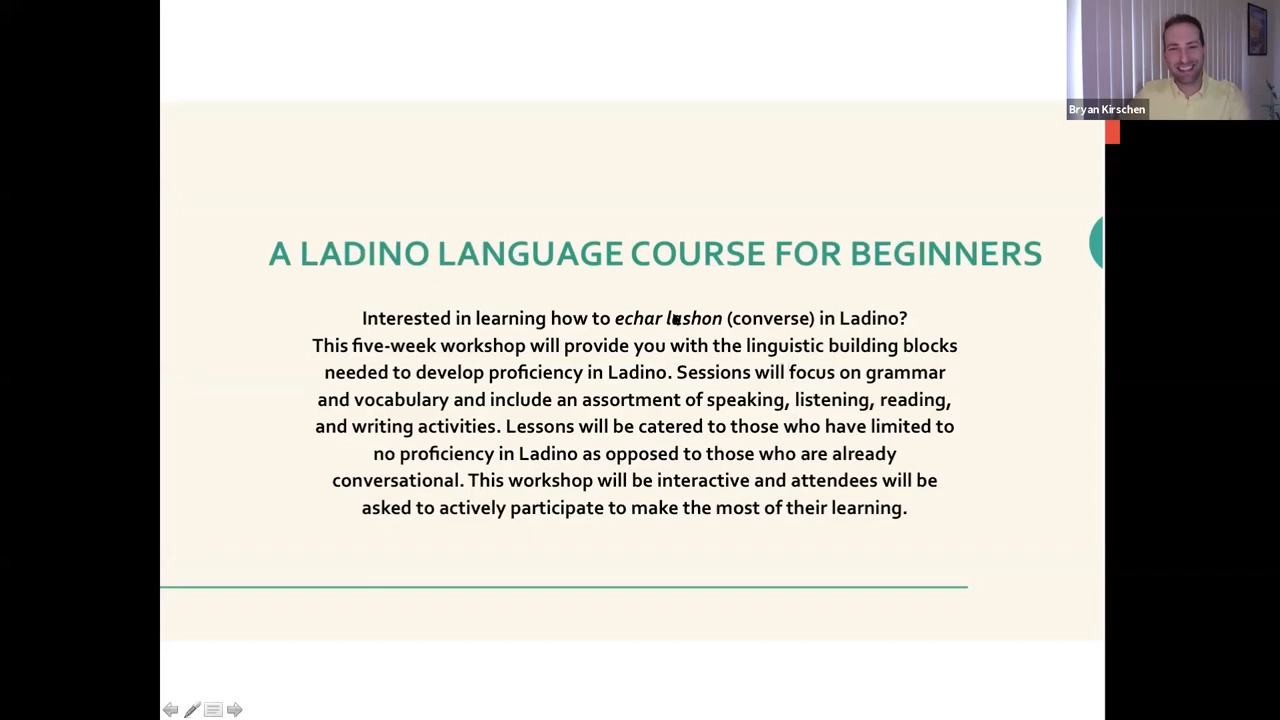 Bryan Kirschen
A LADINO LANGUAGE COURSE FOR BEGINNERS
Interested in learning how to echar lashon (converse) in Ladino?
This five-week workshop will provide you with the linguistic building blocks
needed to develop proficiency in Ladino. Sessions will focus on grammar
and vocabulary and include an assortment of speaking, listening, reading,
and writing activities. Lessons will be catered to those who have limited to
no proficiency in Ladino as opposed to those who are already
conversational. This workshop will be interactive and attendees will be
asked to actively participate to make the most of their learning.